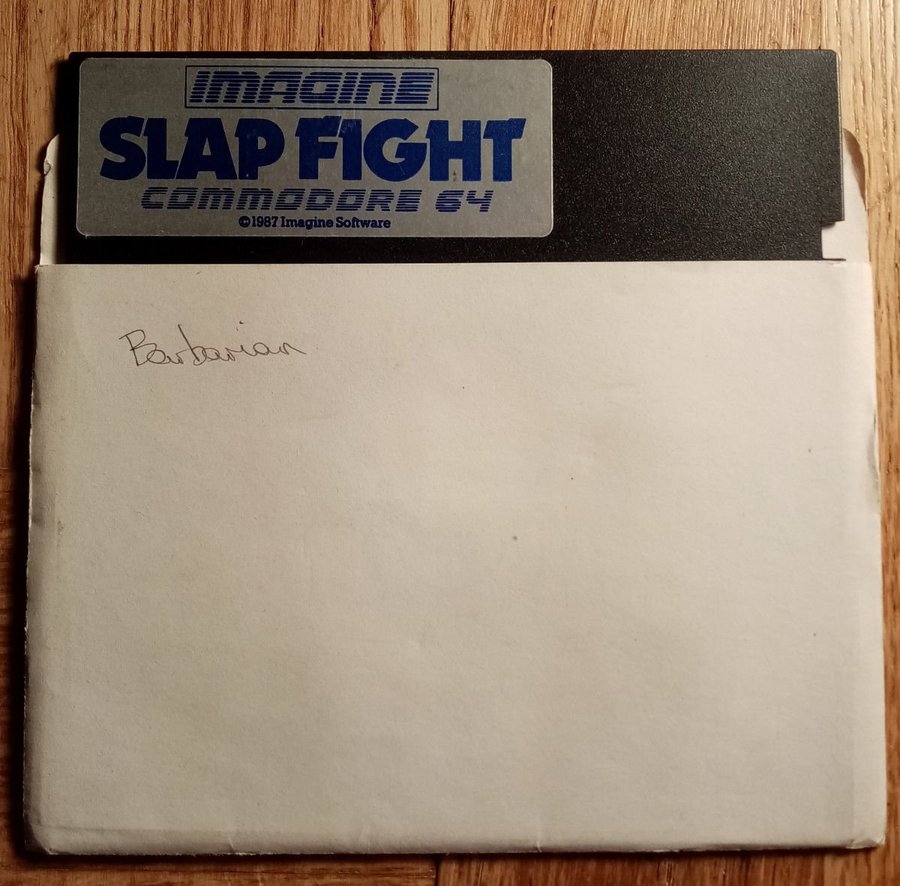 IMAGINE
SLAP FIGHT
COMMODORE 64
©1987 Imagine Software
Barbarian